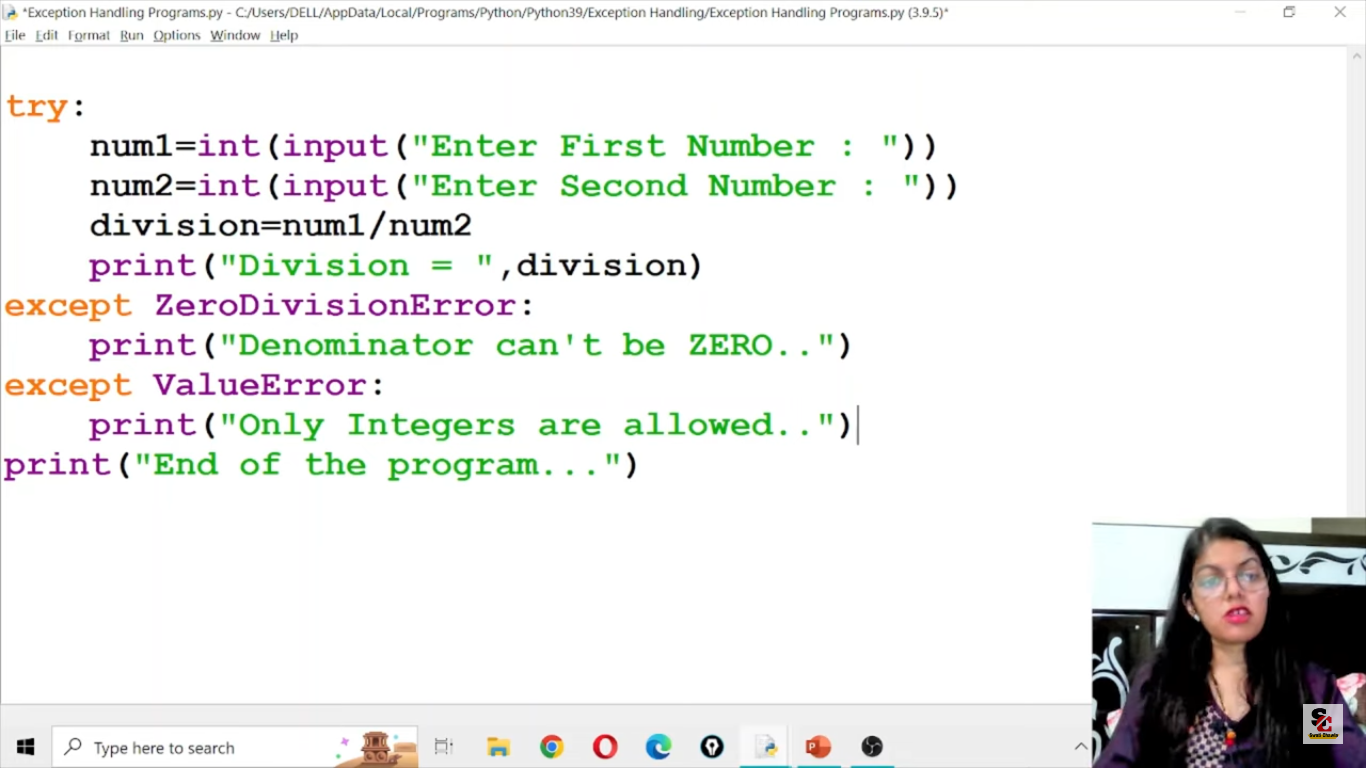 *Exception Handling Programs.py - C:/Users/DELL/AppData/Local/Programs/Python/Python39/Exception Handling/Exception Handling Programs.py (3.9.5)*
File Edit Format Run Options Window Help
try:
    num1=int(input("Enter First Number : "))
    num2=int(input("Enter Second Number : "))
    division=num1/num2
    print("Division = ",division)
except ZeroDivisionError:
    print("Denominator can't be ZERO..")
except ValueError:
    print("Only Integers are allowed..")
print("End of the program...")
Type here to search